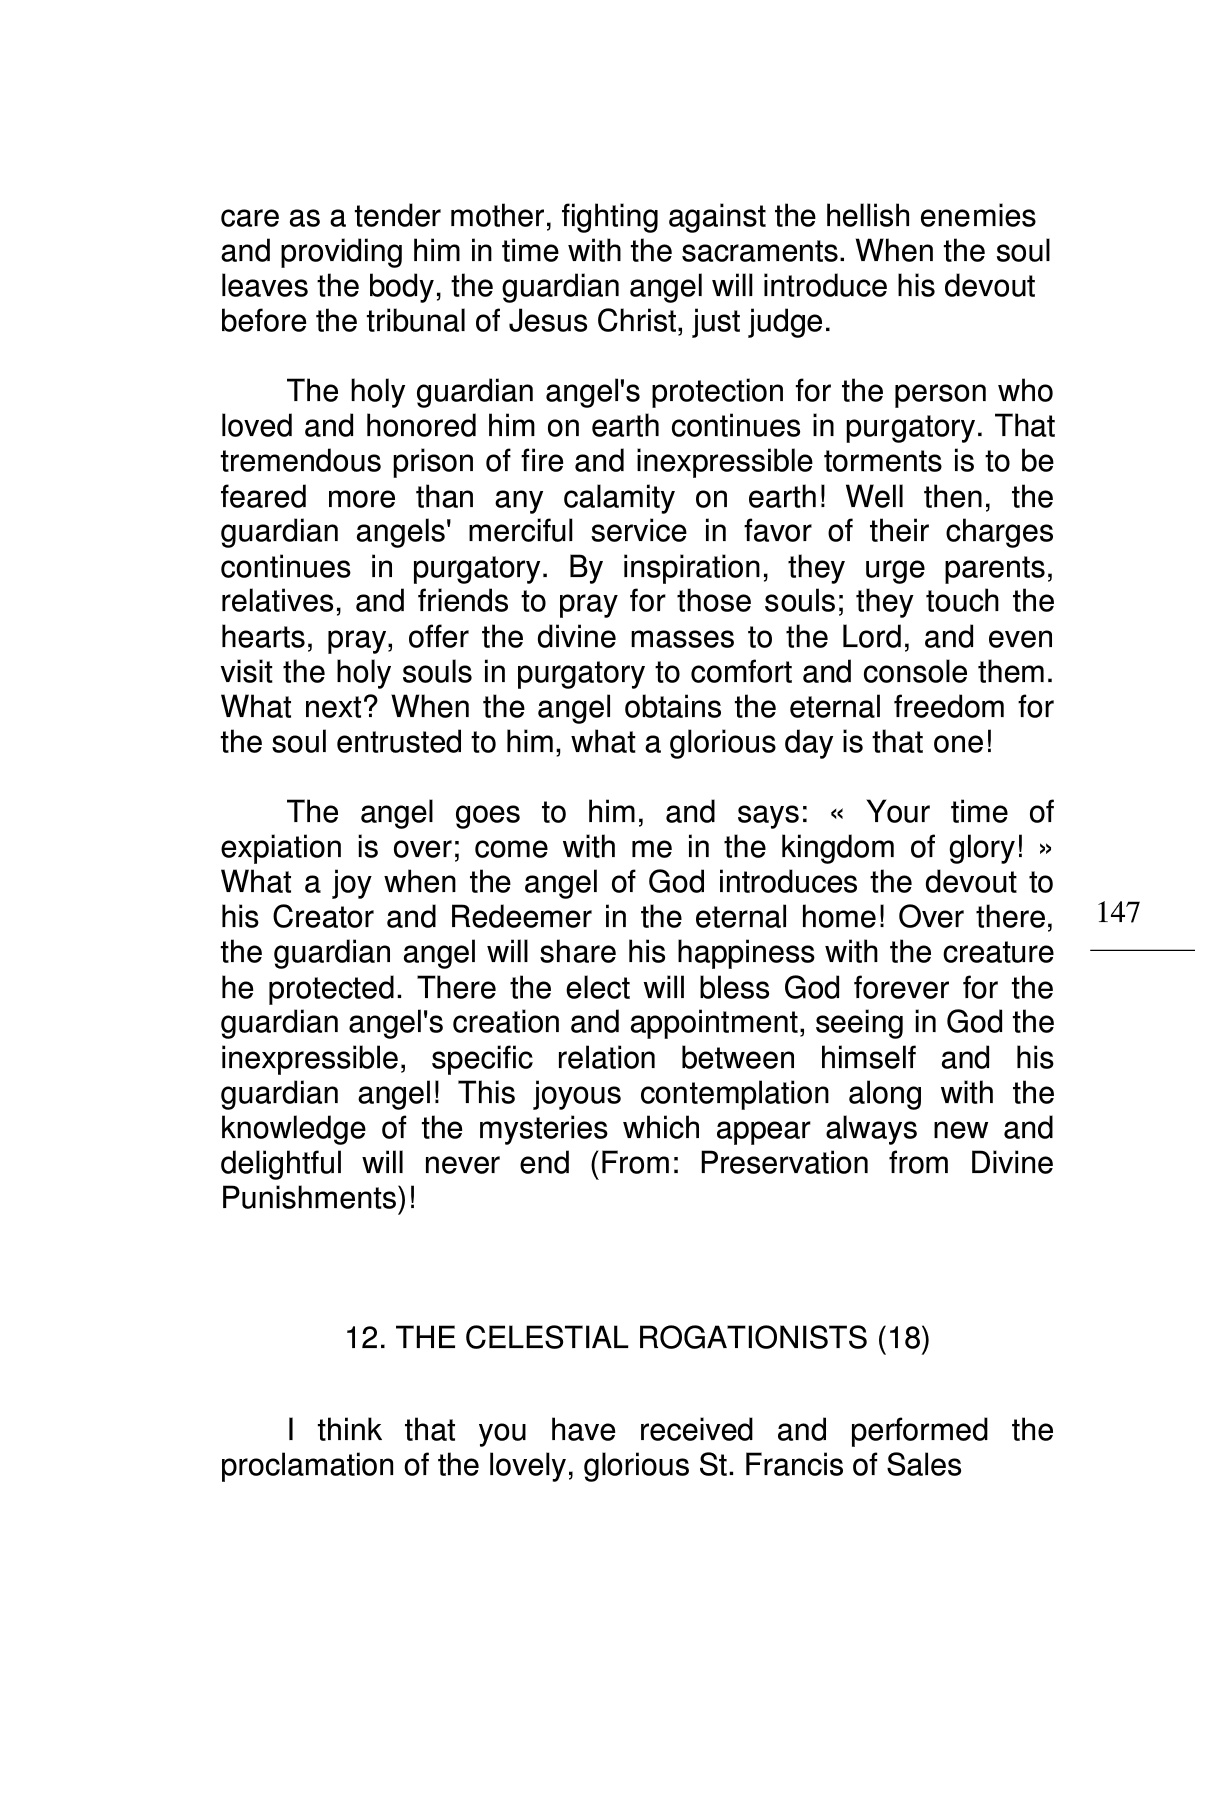 care as a tender mother, fighting against the hellish enemies
and providing him in time with the sacraments. When the soul
leaves the body, the guardian angel will introduce his devout
before the tribunal of Jesus Christ, just judge.
The holy guardian angel's protection for the person who
loved and honored him on earth continues in purgatory. That
tremendous prison of fire and inexpressible torments is to be
feared more than any calamity on earth! Well then, the
guardian angels' merciful service in favor of their charges
continues in purgatory. By inspiration, they urge parents,
relatives, and friends to pray for those souls; they touch the
hearts, pray, offer the divine masses to the Lord, and even
visit the holy souls in purgatory to comfort and console them.
What next? When the angel obtains the eternal freedom for
the soul entrusted to him, what a glorious day is that one!
The angel goes to him, and says: « Your time of
expiation is over; come with me in the kingdom of glory! »
What a joy when the angel of God introduces the devout to
his Creator and Redeemer in the eternal home! Over there,
the guardian angel will share his happiness with the creature
he protected. There the elect will bless God forever for the
guardian angel's creation and appointment, seeing in God the
inexpressible, specific relation between himself and his
guardian angel! This joyous contemplation along with the
knowledge of the mysteries which appear always new and
delightful will never end (From: Preservation from Divine
Punishments)!
147
12. THE CELESTIAL ROGATIONISTS (18)
I think that you have received and performed the
proclamation of the lovely, glorious St. Francis of Sales